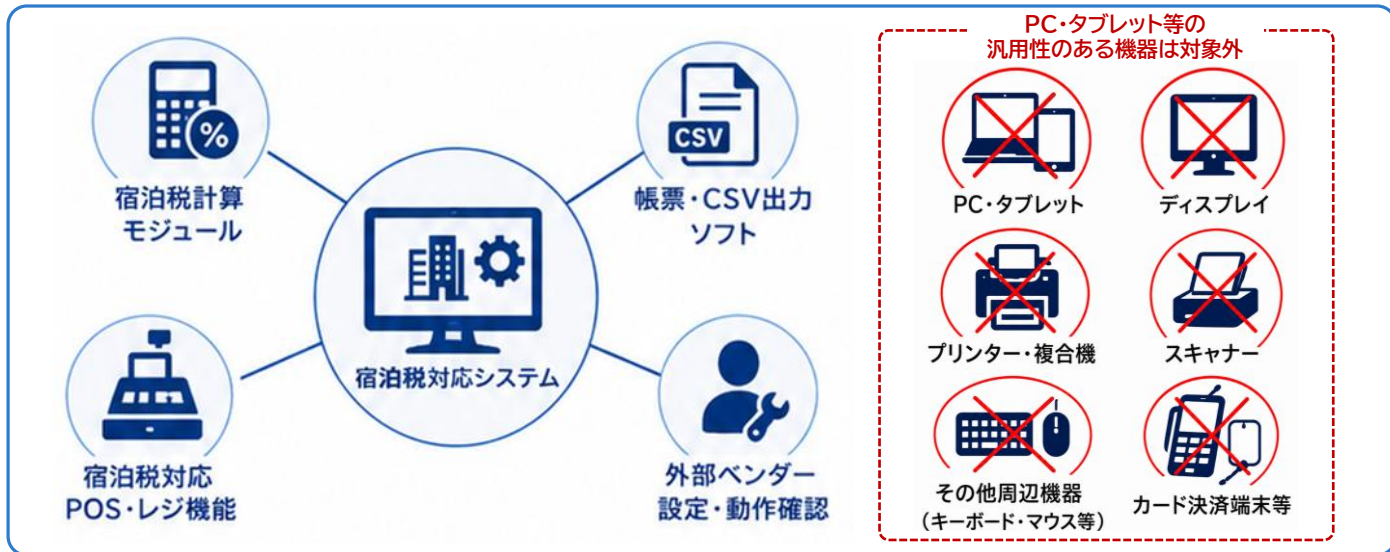 %
宿泊税計算
モジュール
CSV
帳票・CSV出力
ソフト
宿泊税対応システム
宿泊税対応
POS・レジ機能
外部ベンダー
設定・動作確認
PC・タブレット等の
汎用性のある機器は対象外
PC・タブレット
ディスプレイ
プリンター・複合機
スキャナー
その他周辺機器
（キーボード・マウス等）
カード決済端末等